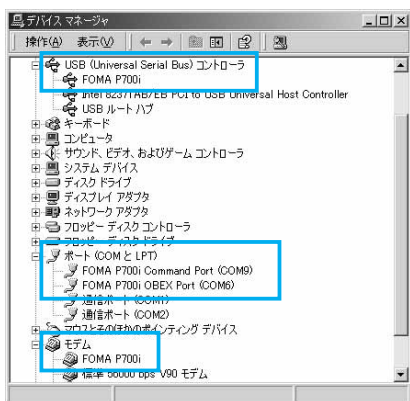 デバイス マネージャ
操作(A) 表示(V)
USB (Universal Serial Bus) コントローラ
FOMA P700i
Intel 82371AB/EB PCI to USB Universal Host Controller
USB ルート ハブ
キーボード
コンピュータ
サウンド、ビデオ、およびゲーム コントローラ
システム デバイス
ディスク ドライブ
ディスプレイ アダプタ
ネットワーク アダプタ
フロッピー ディスク コントローラ
フロッピー ディスク ドライブ
ポート (COM と LPT)
FOMA P700i Command Port (COM9)
FOMA P700i OBEX Port (COM6)
通信ポート (COM1)
通信ポート (COM2)
マウスとそのほかのポインティング デバイス
モデム
FOMA P700i
標準 56000 bps V90 モデム